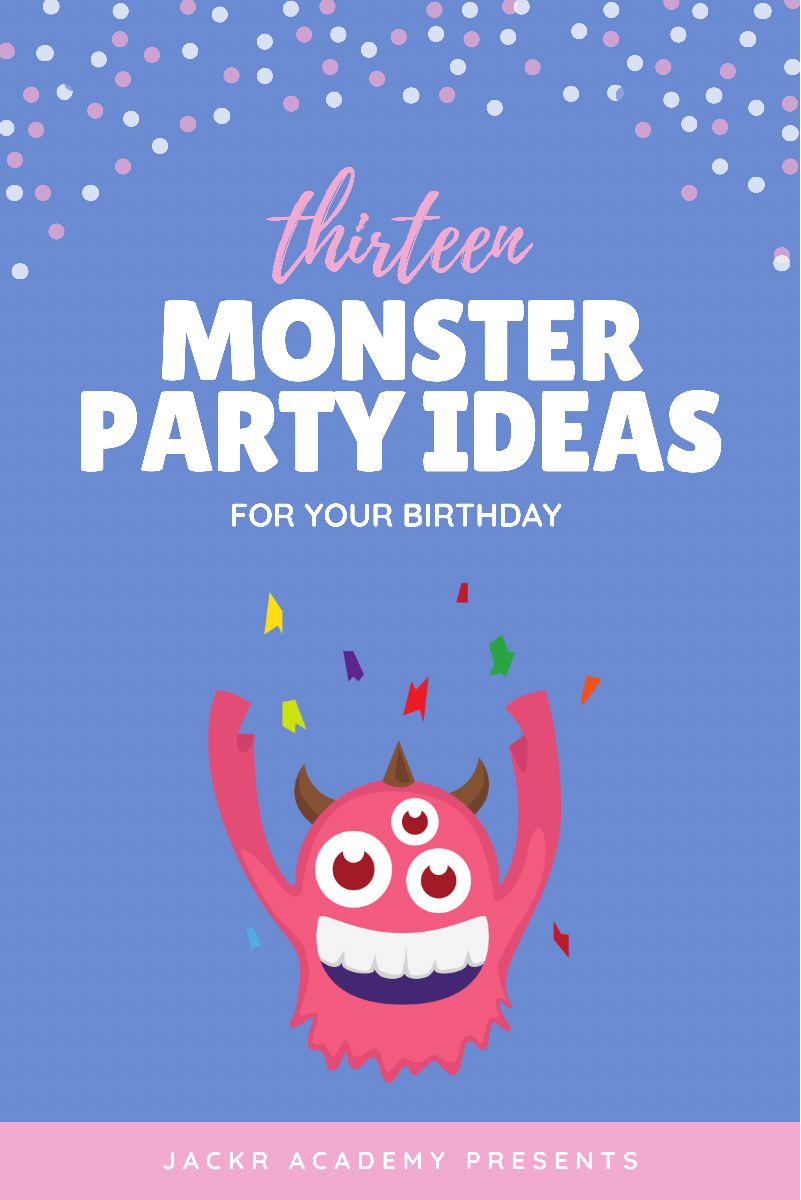 thirteen
MONSTER
PARTY IDEAS
FOR YOUR BIRTHDAY
JACKR ACADEMY PRESENTS